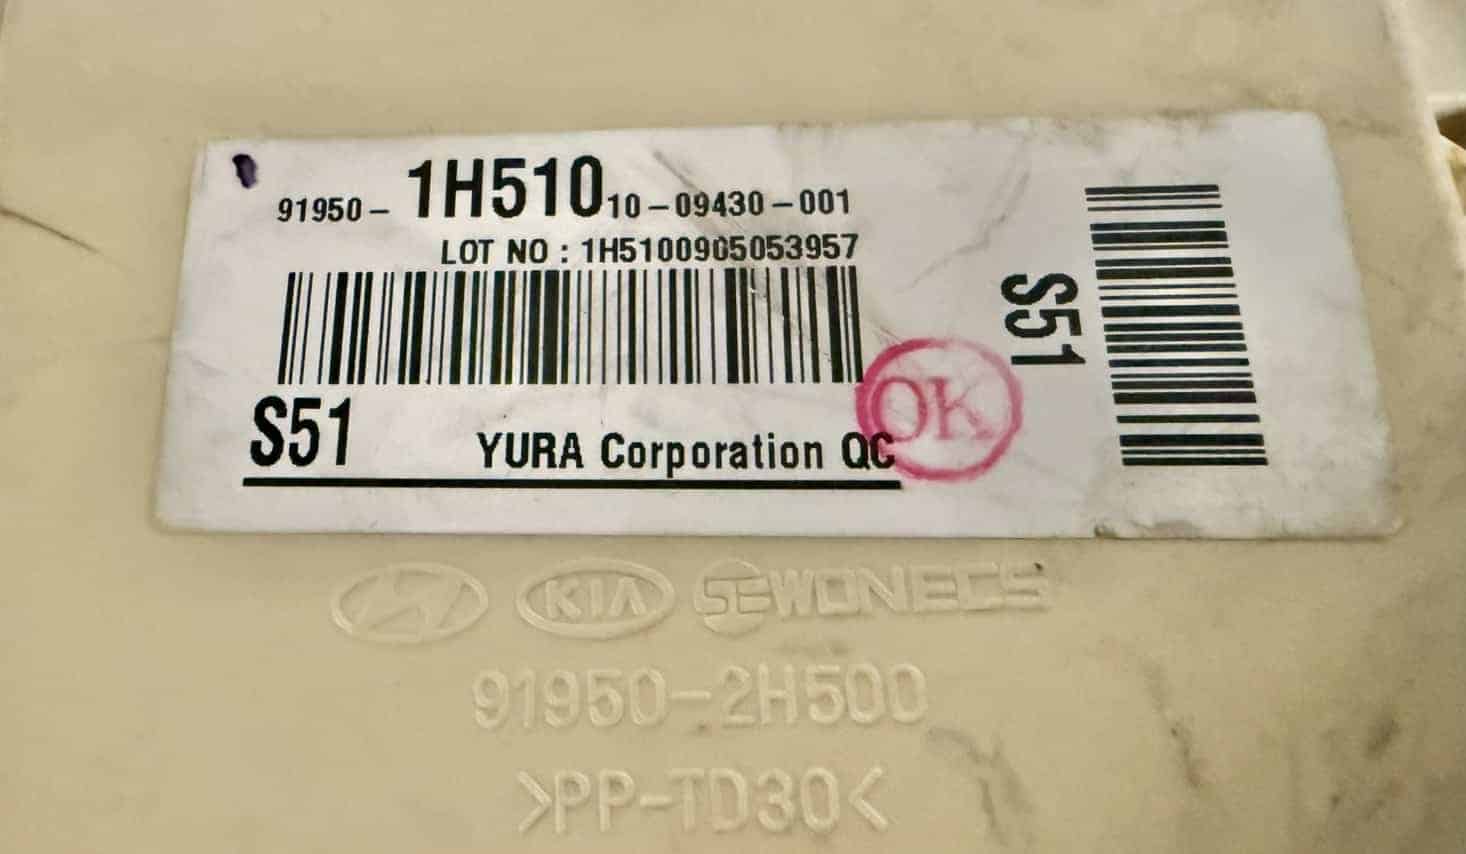 91950- 1H510 10-09430-001
LOT NO : 1H5100905053957
S51
YURA Corporation QC
OK
S51
KIA SEWONECS
91950-2H500
>PP-TD30<